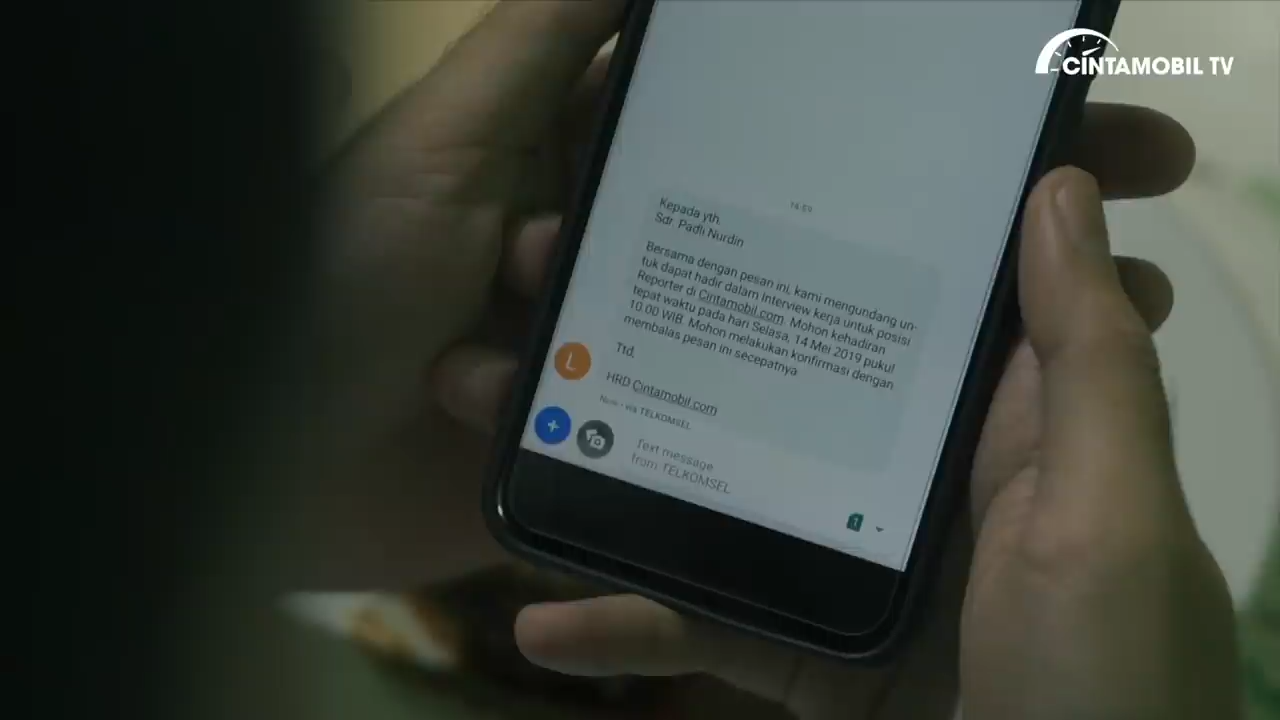 CINTAMOBIL TV
16.59
Kepada yth.
Sdr. Padli Nurdin
Bersama dengan pesan ini, kami mengundang un-
tuk dapat hadir dalam Interview kerja untuk posisi
Reporter di Cintamobil.com. Mohon kehadiran
tepat waktu pada hari Selasa, 14 Mei 2019 pukul
10.00 WIB. Mohon melakukan konfirmasi dengan
membalas pesan ini secepatnya
Ttd,
HRD Cintamobil.com
L
Now • via TELKOMSEL
Text message
from TELKOMSEL
1